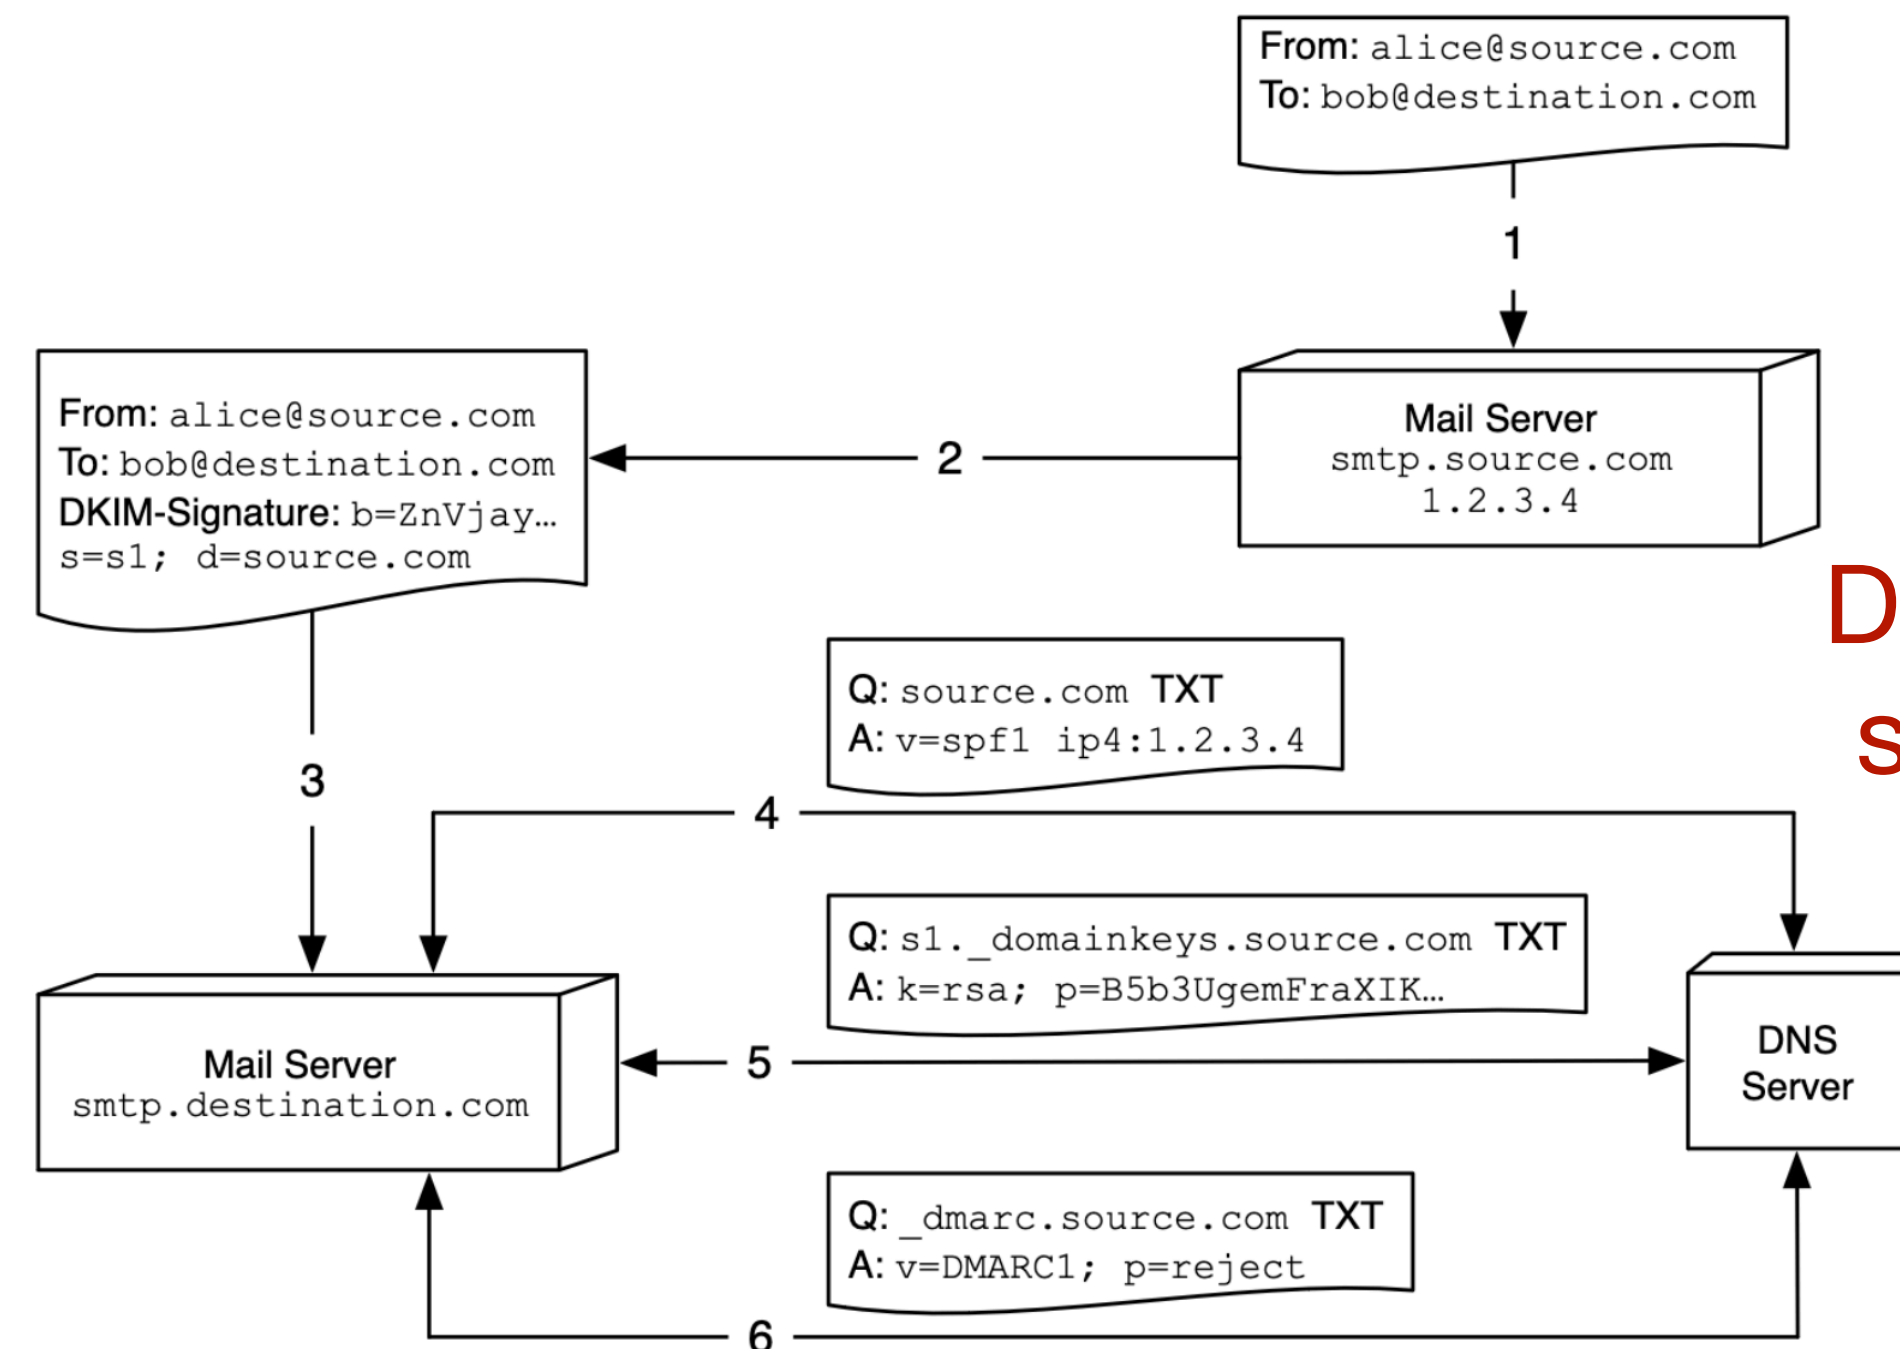 From: alice@source.com
To: bob@destination.com
1
Mail Server
smtp.source.com
1.2.3.4
2
From: alice@source.com
To: bob@destination.com
DKIM-Signature: b=ZnVjay…
s=s1; d=source.com
D
s
3
Q: source.com TXT
A: v=spf1 ip4:1.2.3.4
4
Q: s1._domainkeys.source.com TXT
A: k=rsa; p=B5b3UgemFraXIK…
5
Mail Server
smtp.destination.com
DNS
Server
Q: _dmarc.source.com TXT
A: v=DMARC1; p=reject
6